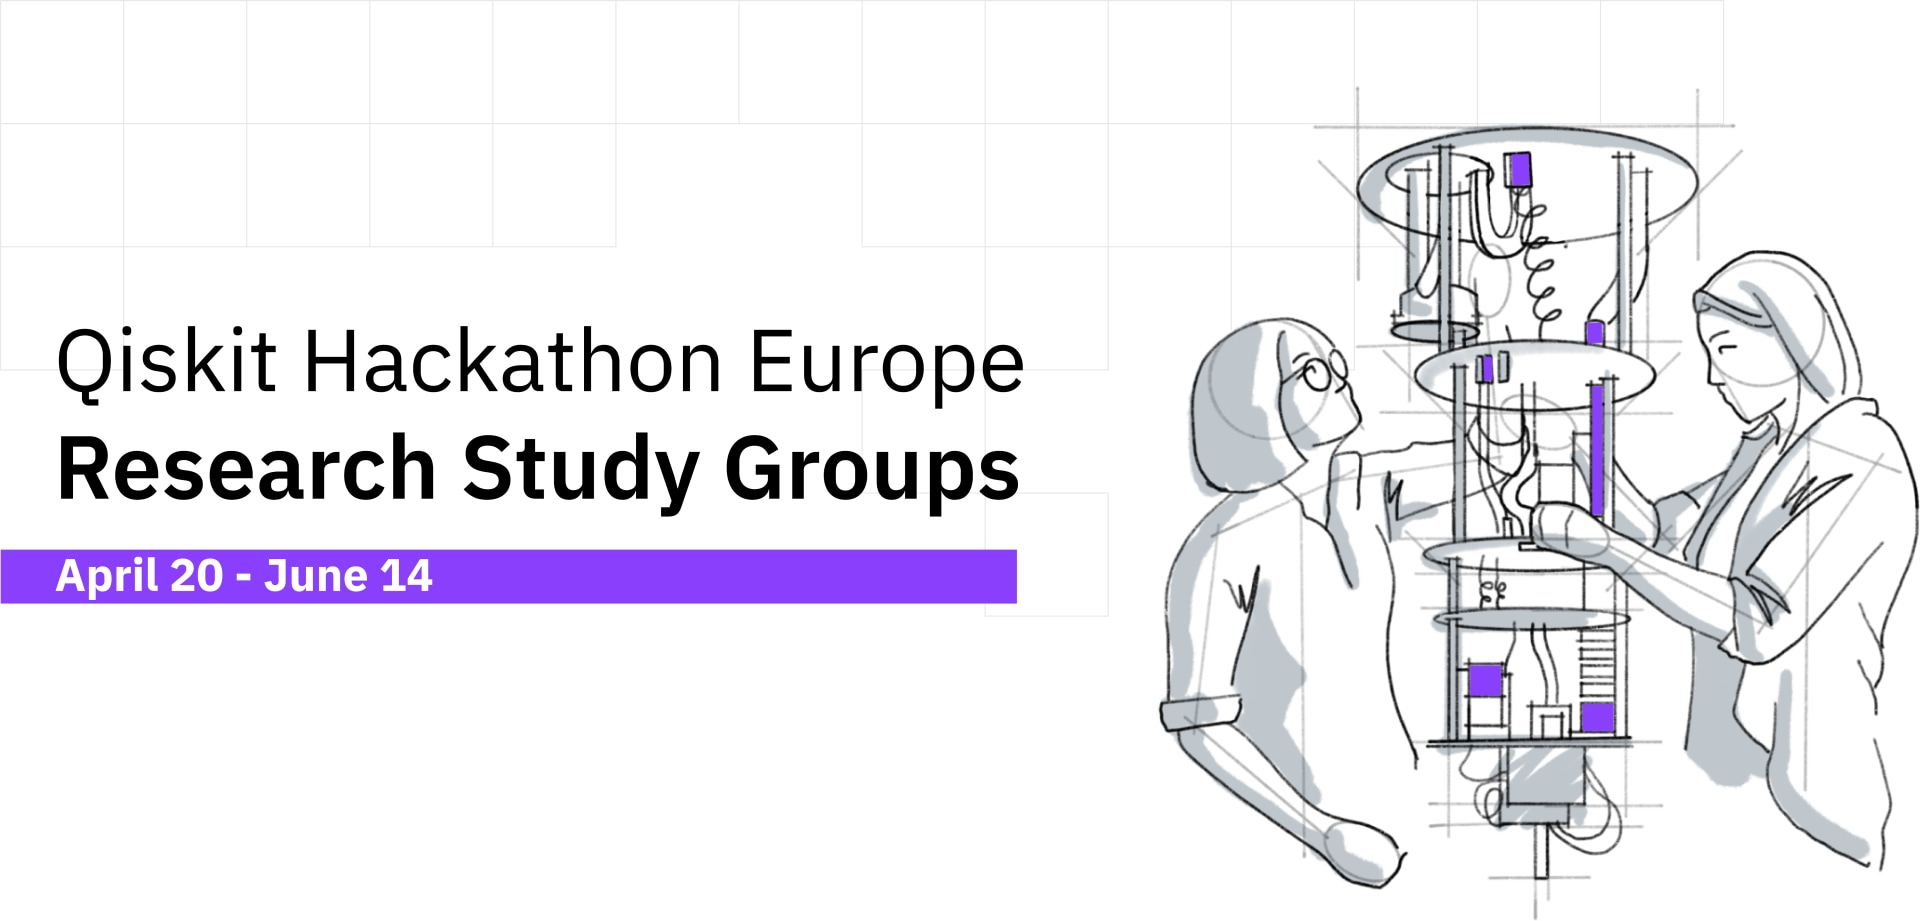 Qiskit Hackathon Europe
Research Study Groups
April 20 - June 14